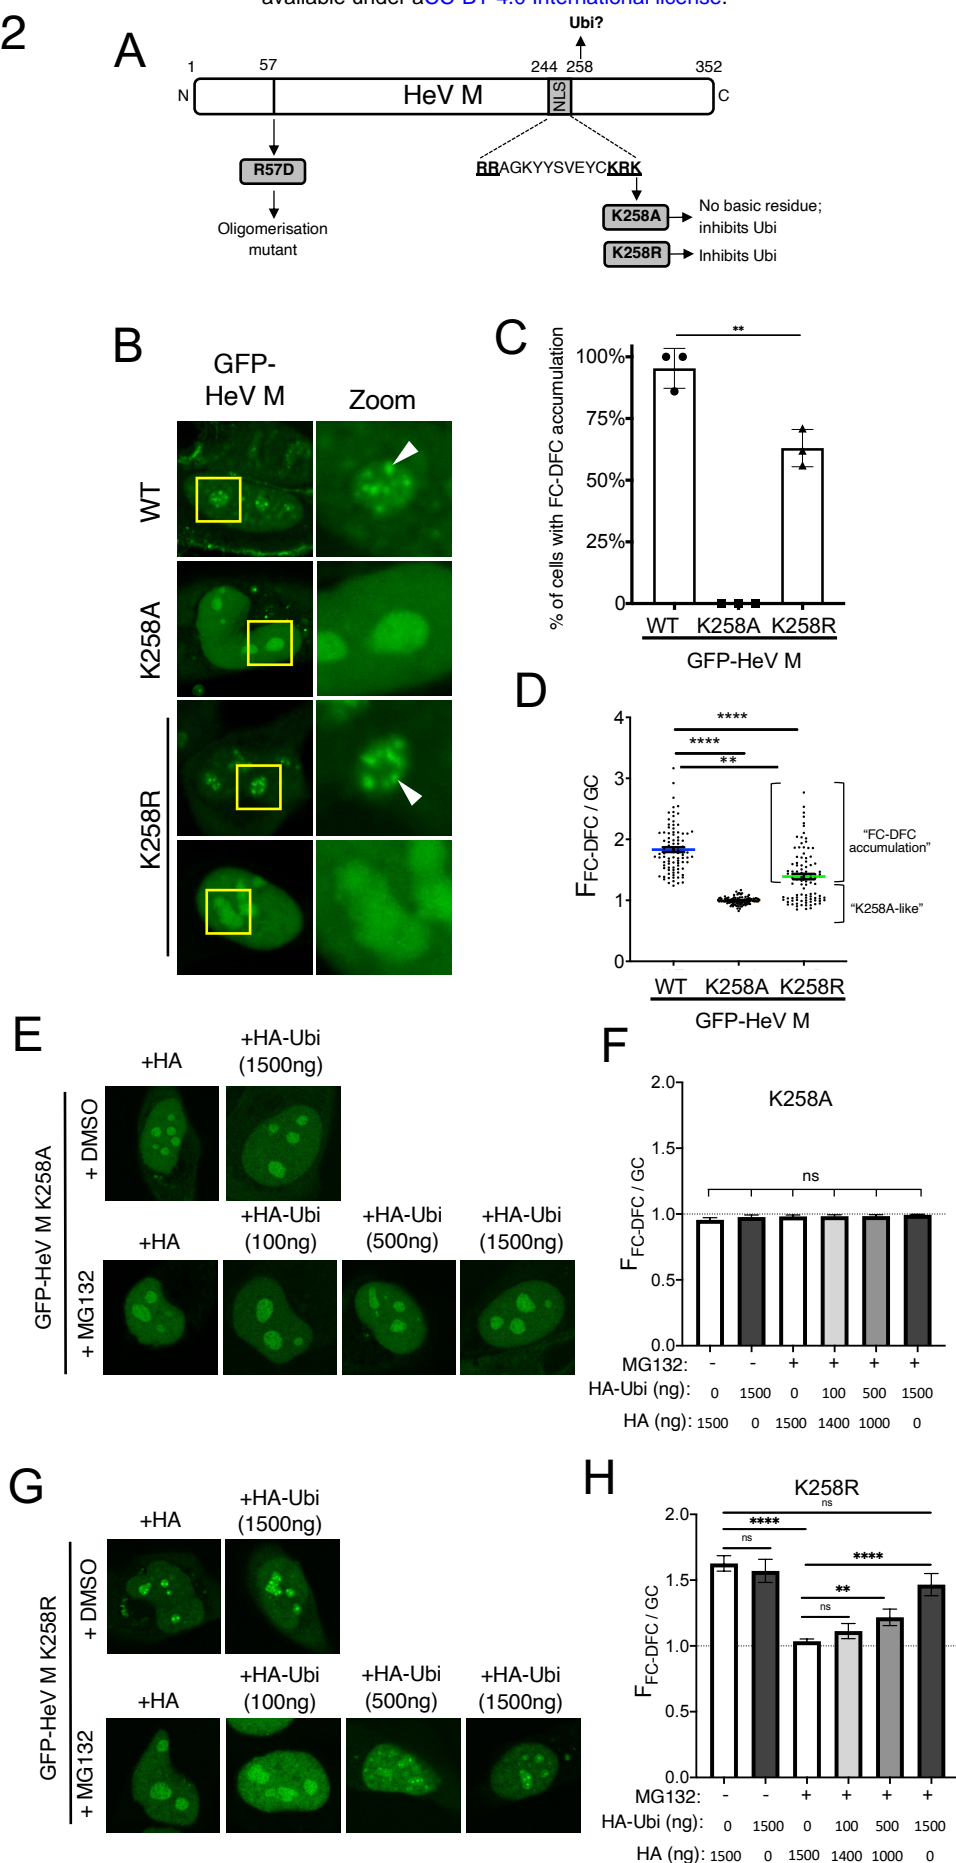 available under aCC-BY 4.0 International license.
2
A
Ubi?
1 57 244 258 352
N HeV M NLS C
RRAGKYYSVEYCKRK
R57D
Oligomerisation
mutant
K258A
No basic residue;
inhibits Ubi
K258R
Inhibits Ubi
B
GFP-
HeV M
Zoom
WT
K258A
K258R
C
% of cells with FC-DFC accumulation
**
100%
75%
50%
25%
0
WT K258A K258R
GFP-HeV M
D
F FC-DFC / GC
****
****
**
4
3
2
1
0
"FC-DFC
accumulation"
"K258A-like"
WT K258A K258R
GFP-HeV M
E
GFP-HeV M K258A
+ DMSO
+HA
+HA-Ubi
(1500ng)
+ MG132
+HA
+HA-Ubi
(100ng)
+HA-Ubi
(500ng)
+HA-Ubi
(1500ng)
F
K258A
F FC-DFC / GC
ns
2.0
1.5
1.0
0.5
0.0
MG132: - - + + + +
HA-Ubi (ng): 0 1500 0 100 500 1500
HA (ng): 1500 0 1500 1400 1000 0
G
GFP-HeV M K258R
+ DMSO
+HA
+HA-Ubi
(1500ng)
+ MG132
+HA
+HA-Ubi
(100ng)
+HA-Ubi
(500ng)
+HA-Ubi
(1500ng)
H
K258R
F FC-DFC / GC
ns
****
ns
****
**
ns
2.0
1.5
1.0
0.5
0.0
MG132: - - + + + +
HA-Ubi (ng): 0 1500 0 100 500 1500
HA (ng): 1500 0 1500 1400 1000 0